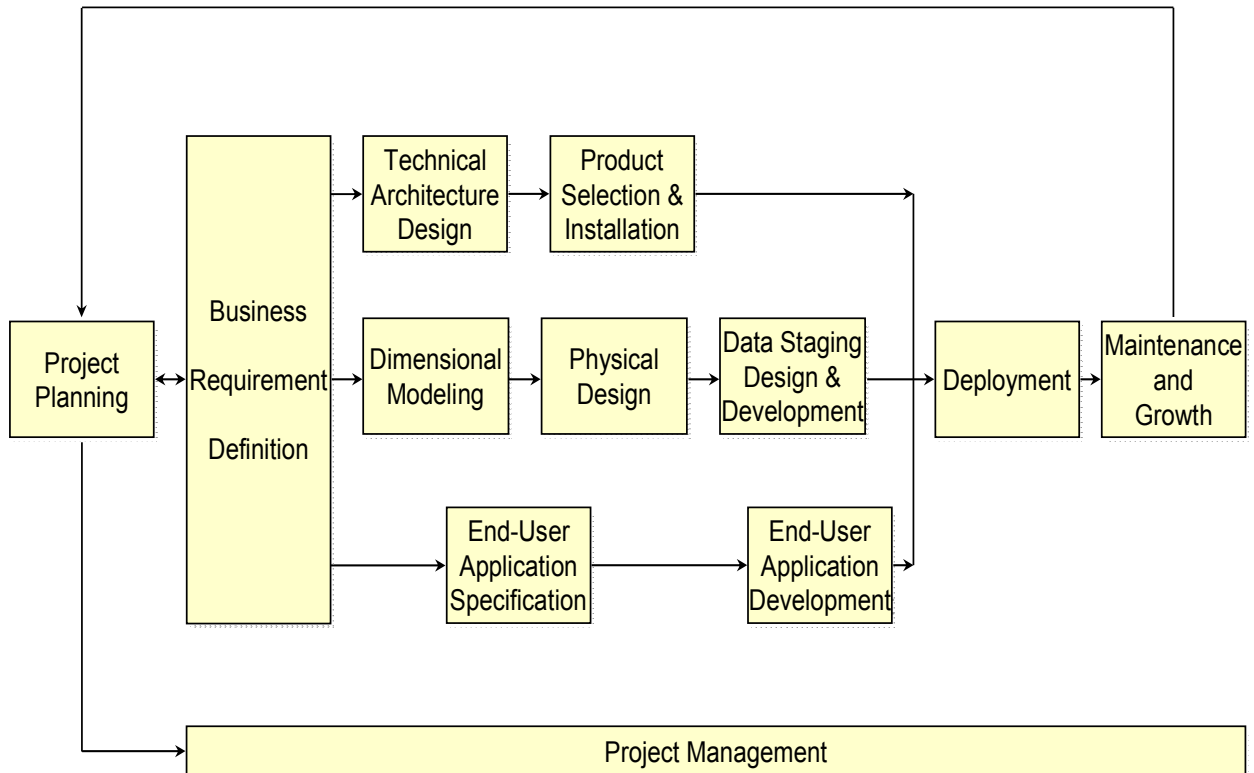 Project
Planning
Business
Requirement
Definition
Technical
Architecture
Design
Product
Selection &
Installation
Dimensional
Modeling
Physical
Design
Data Staging
Design &
Development
End-User
Application
Specification
End-User
Application
Development
Deployment
Maintenance
and
Growth
Project Management